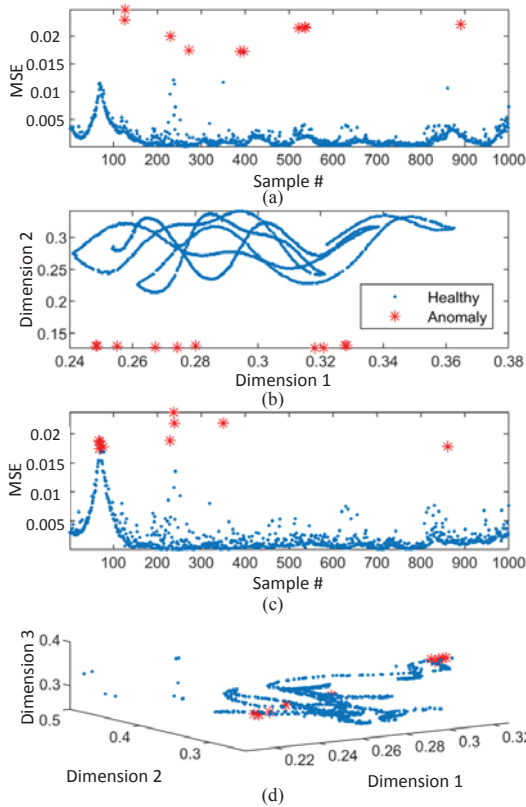 0.02
0.015
0.01
0.005
MSE
100 200 300 400 500 600 700 800 900 1000
Sample #
(a)
0.3
0.25
0.2
0.15
Dimension 2
Healthy
Anomaly
0.24 0.26 0.28 0.3 0.32 0.34 0.36 0.38
Dimension 1
(b)
0.02
0.015
0.01
0.005
MSE
100 200 300 400 500 600 700 800 900 1000
Sample #
(c)
0.4
0.3
0.5
Dimension 3
0.4
0.3
0.22 0.24 0.26 0.28 0.3 0.32
Dimension 2
Dimension 1
(d)